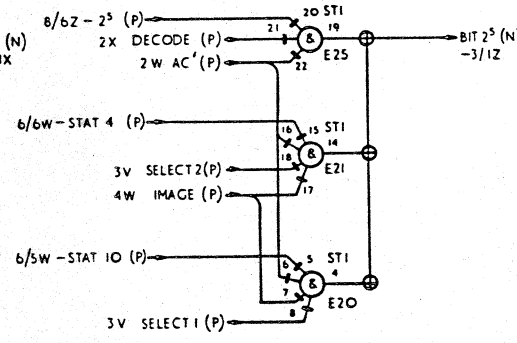 8/6Z - 2⁵ (P)
20 ST1
19
(N)
21
2X DECODE (P)
&
BIT 2⁵ (N
1X
2W AC' (P)
22
E25
-3/1Z
6/6W - STAT 4 (P)
16
15 ST1
14
18
&
3V SELECT 2 (P)
E21
4W IMAGE (P)
17
6/5W - STAT 10 (P)
5
ST1
6
4
&
7
E20
3V SELECT 1 (P)
8